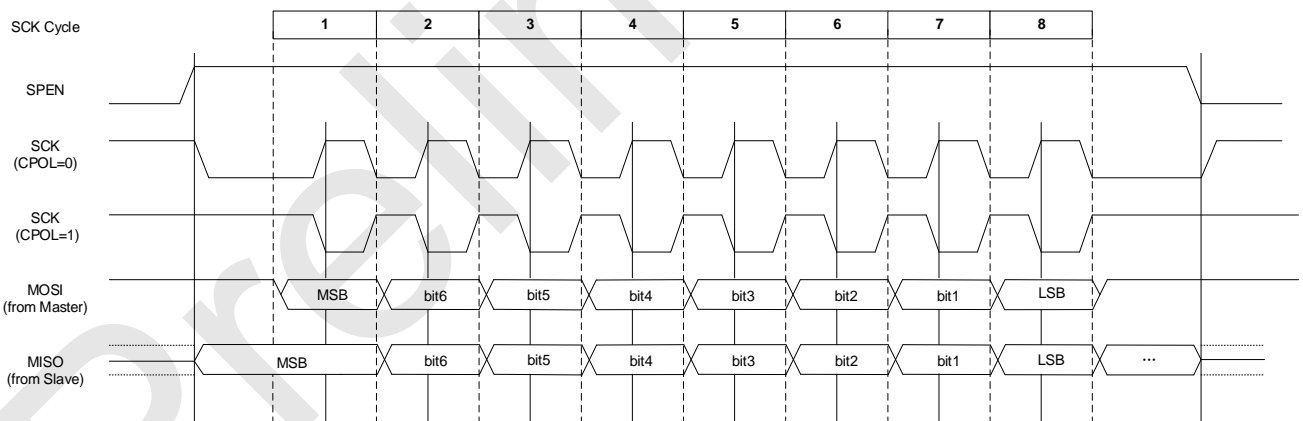 SCK Cycle 1 2 3 4 5 6 7 8
SPEN
SCK
(CPOL=0)
SCK
(CPOL=1)
MOSI
(from Master)
MSB bit6 bit5 bit4 bit3 bit2 bit1 LSB
MISO
(from Slave)
MSB bit6 bit5 bit4 bit3 bit2 bit1 LSB ...